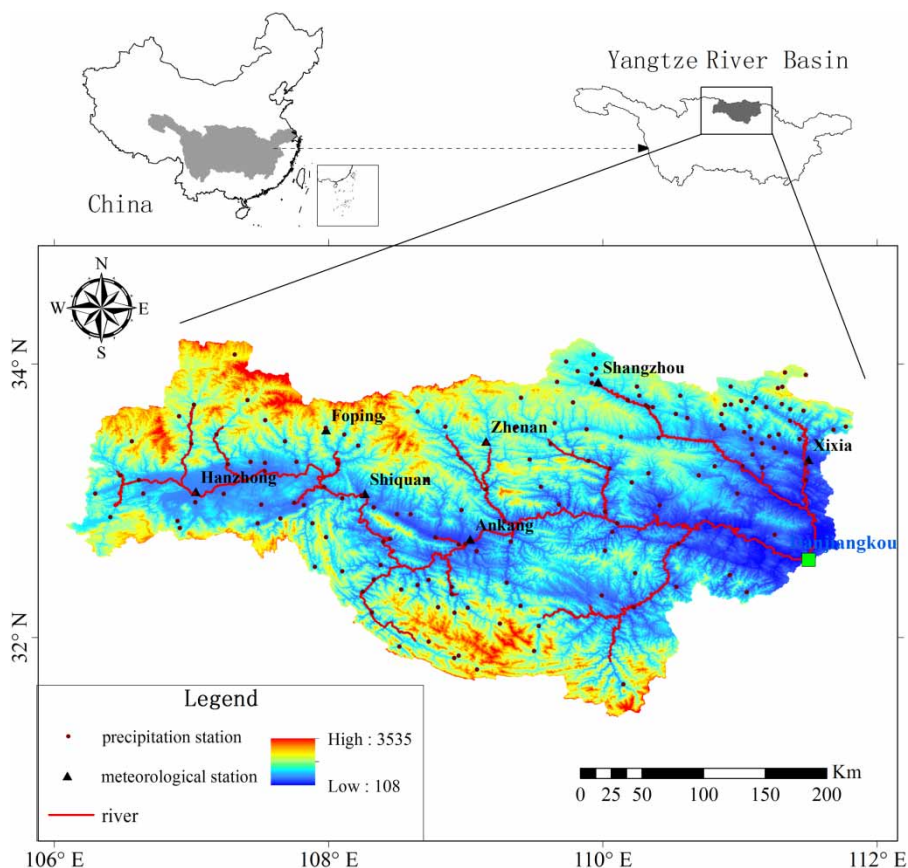 Yangtze River Basin
China
N
W
E
S
34° N
32° N
Shangzhou
Foping
Zhenan
Xixia
Hanzhong
Shiquan
Ankang
Legend
precipitation station
meteorological station
river
High : 3535
Low : 108
Km
0 25 50 100 150 200
106° E
108° E
110° E
112° E